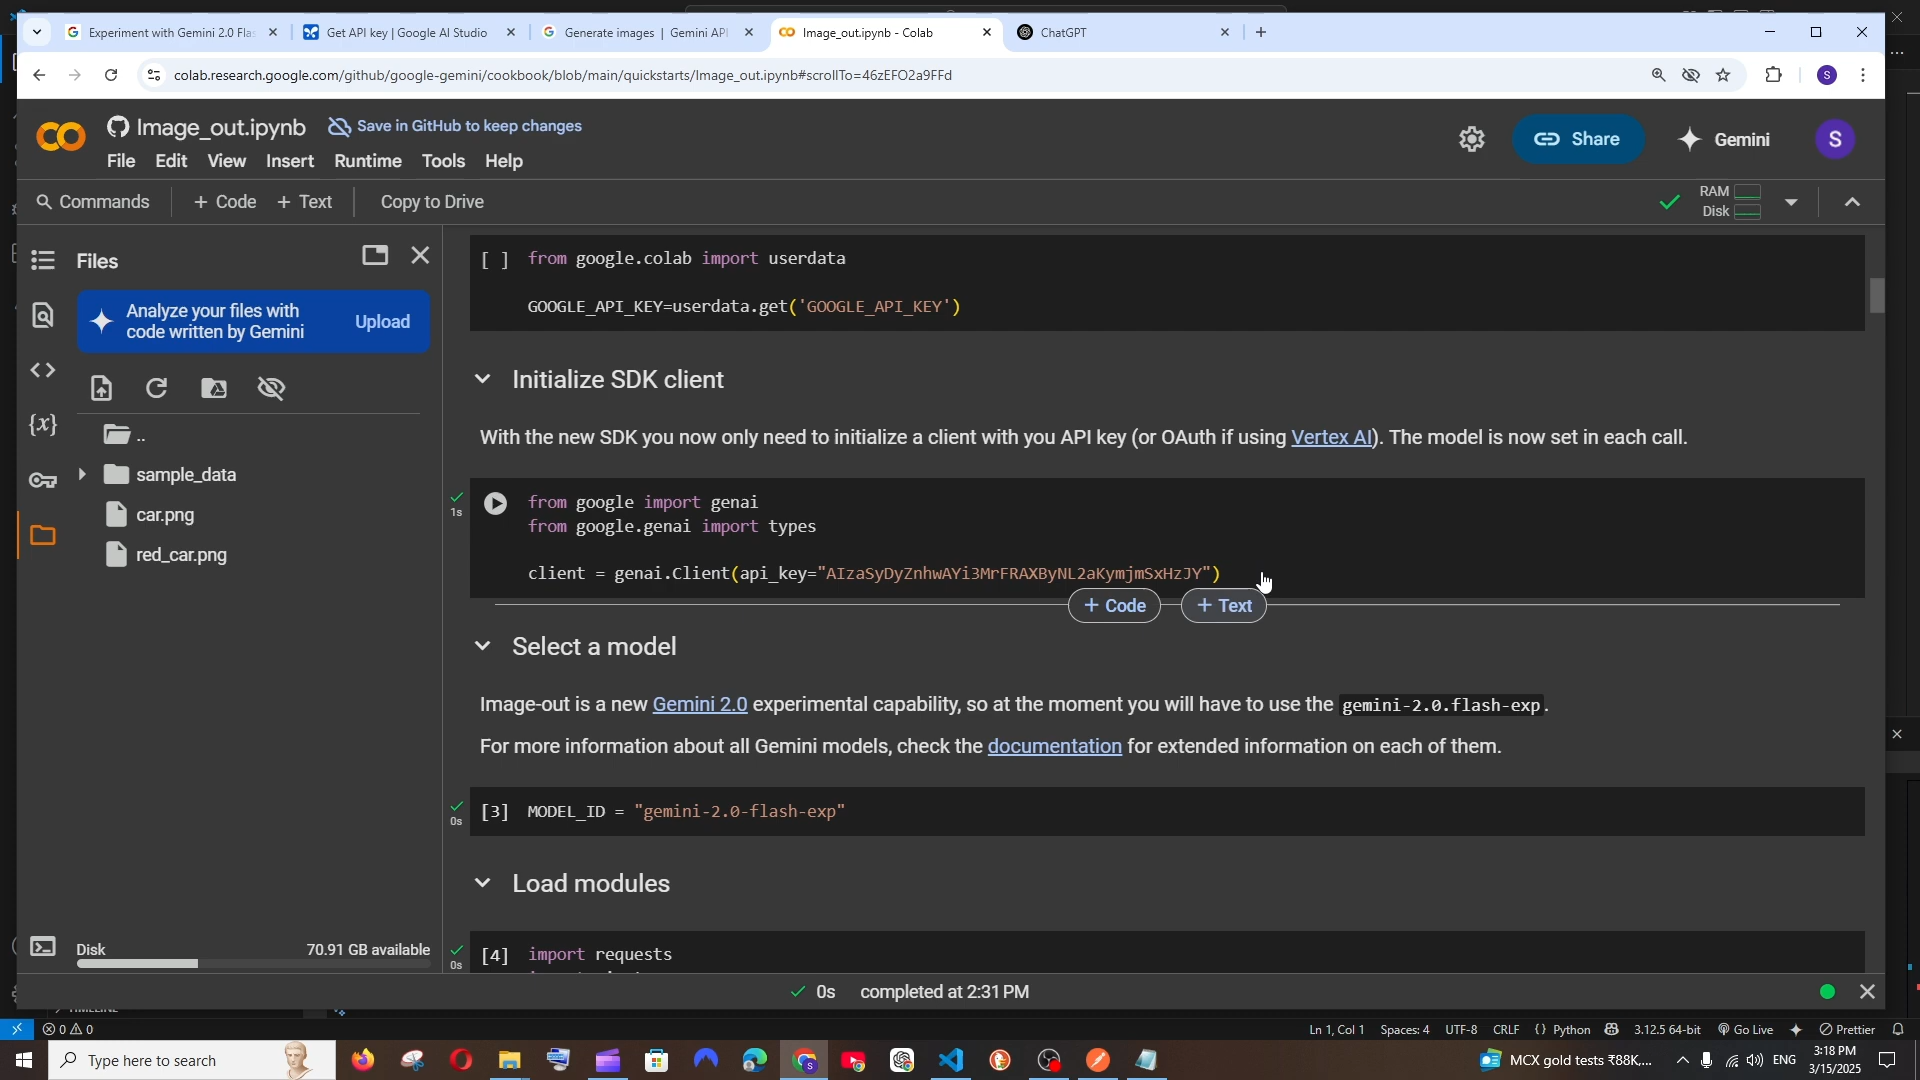 Experiment with Gemini 2.0 Flas
Get API key | Google AI Studio
Generate images | Gemini API
Image_out.ipynb - Colab
ChatGPT
colab.research.google.com/github/google-gemini/cookbook/blob/main/quickstarts/Image_out.ipynb#scrollTo=46zEFO2a9FFd
S
Image_out.ipynb
Save in GitHub to keep changes
File Edit View Insert Runtime Tools Help
Share
Gemini
S
Commands
+ Code + Text
Copy to Drive
RAM
Disk
Files
Analyze your files with
code written by Gemini
Upload
..
sample_data
car.png
red_car.png
Disk
70.91 GB available
[ ] from google.colab import userdata
GOOGLE_API_KEY=userdata.get('GOOGLE_API_KEY')
Initialize SDK client
With the new SDK you now only need to initialize a client with you API key (or OAuth if using Vertex AI). The model is now set in each call.
1s
from google import genai
from google.genai import types
client = genai.Client(api_key="AIzaSyDyZnhwAYi3MrFRAXByNL2aKymjmSxHzJY")
+ Code + Text
Select a model
Image-out is a new Gemini 2.0 experimental capability, so at the moment you will have to use the gemini-2.0.flash-exp.
For more information about all Gemini models, check the documentation for extended information on each of them.
0s
[3] MODEL_ID = "gemini-2.0-flash-exp"
Load modules
0s
[4] import requests
0s completed at 2:31 PM
0 0
Ln 1, Col 1 Spaces: 4 UTF-8 CRLF {} Python 3.12.5 64-bit Go Live Prettier
Type here to search
MCX gold tests ₹88K,...
ENG
3:18 PM
3/15/2025